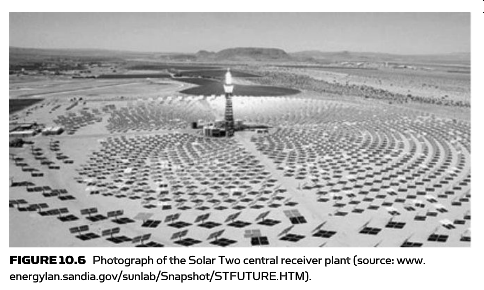 FIGURE 10.6 Photograph of the Solar Two central receiver plant (source: www.
energylan.sandia.gov/sunlab/Snapshot/STFUTURE.HTM).